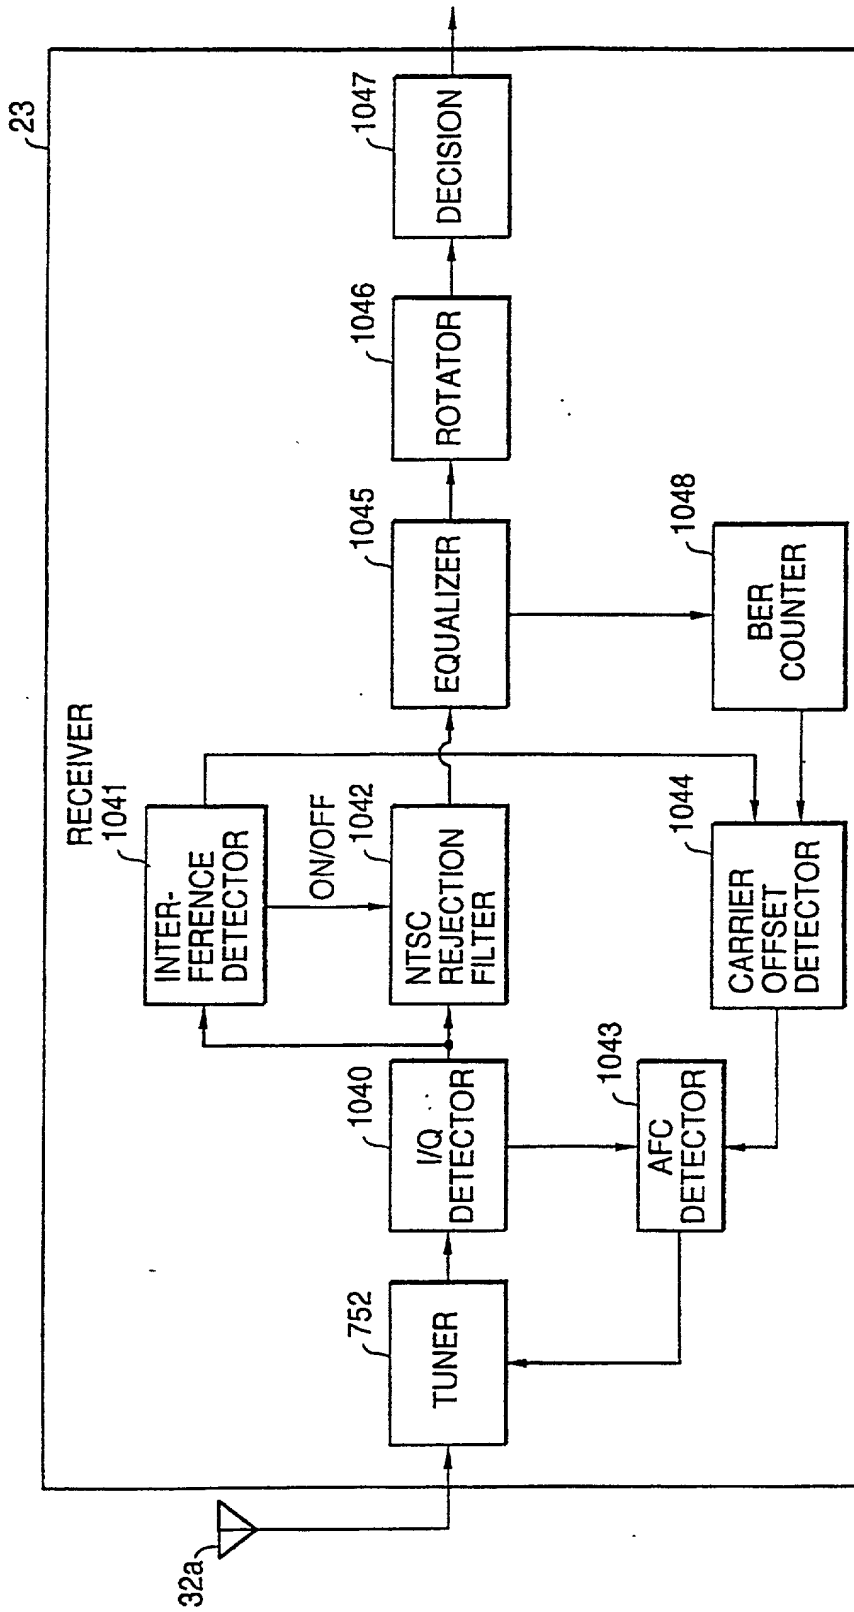 23
RECEIVER
1041
INTER-
FERENCE
DETECTOR
ON/OFF
32a
752
TUNER
1040
I/Q
DETECTOR
1042
NTSC
REJECTION
FILTER
1045
EQUALIZER
1046
ROTATOR
1047
DECISION
1043
AFC
DETECTOR
1044
CARRIER
OFFSET
DETECTOR
1048
BER
COUNTER